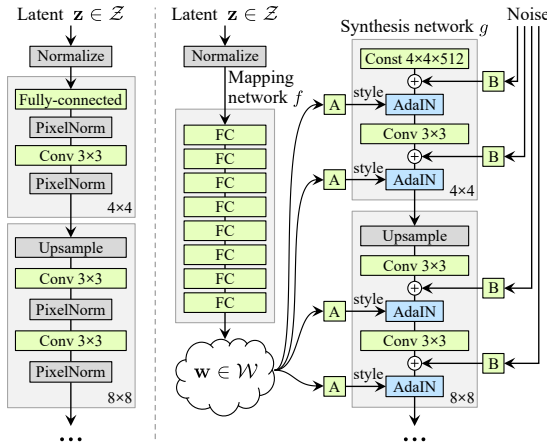 Latent z ∈ Z
Normalize
Fully-connected
PixelNorm
Conv 3×3
PixelNorm
4×4
Upsample
Conv 3×3
PixelNorm
Conv 3×3
PixelNorm
8×8
...
Latent z ∈ Z
Normalize
Mapping
network f
FC
FC
FC
FC
FC
FC
FC
FC
w ∈ W
Synthesis network g
Noise
Const 4×4×512
B
A
style
AdaIN
Conv 3×3
B
A
style
AdaIN
4×4
Upsample
Conv 3×3
B
A
style
AdaIN
Conv 3×3
B
A
style
AdaIN
8×8
...